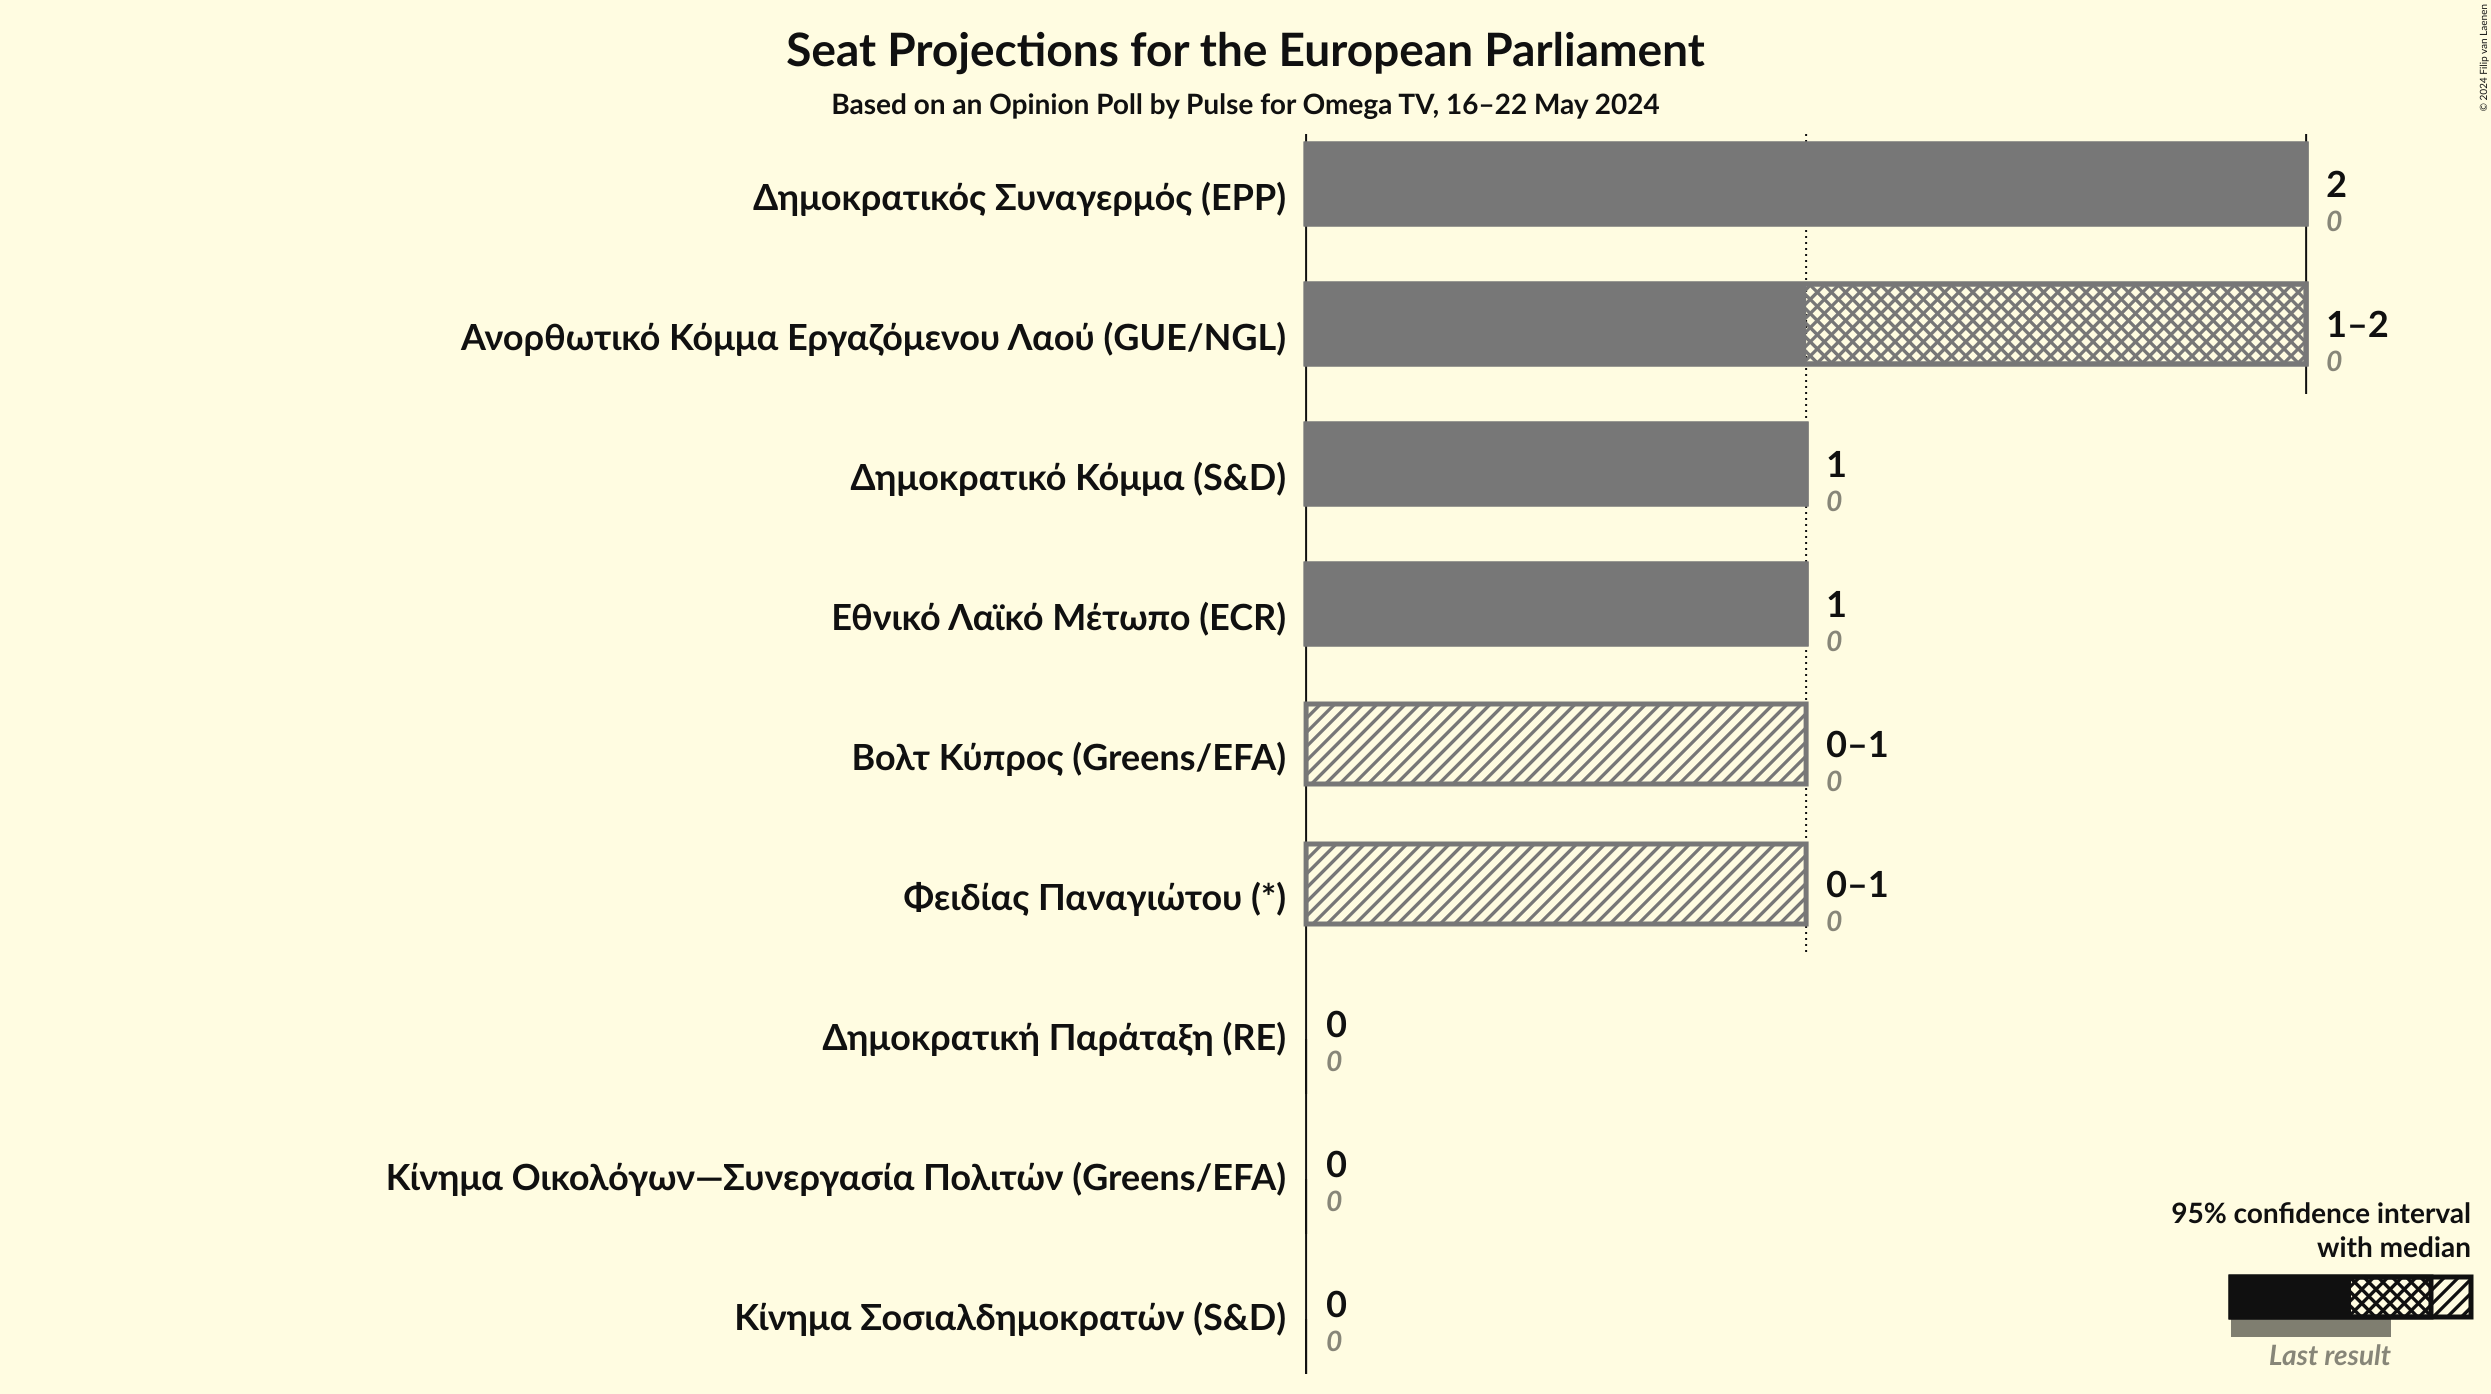 Seat Projections for the European Parliament
Based on an Opinion Poll by Pulse for Omega TV, 16–22 May 2024
© 2024 Filip van Laenen
Δημοκρατικός Συναγερμός (EPP)
2
0
Ανορθωτικό Κόμμα Εργαζόμενου Λαού (GUE/NGL)
1–2
0
Δημοκρατικό Κόμμα (S&D)
1
0
Εθνικό Λαϊκό Μέτωπο (ECR)
1
0
Βολτ Κύπρος (Greens/EFA)
0–1
0
Φειδίας Παναγιώτου (*)
0–1
0
Δημοκρατική Παράταξη (RE)
0
0
Κίνημα Οικολόγων—Συνεργασία Πολιτών (Greens/EFA)
0
0
Κίνημα Σοσιαλδημοκρατών (S&D)
0
0
95% confidence interval
with median
Last result